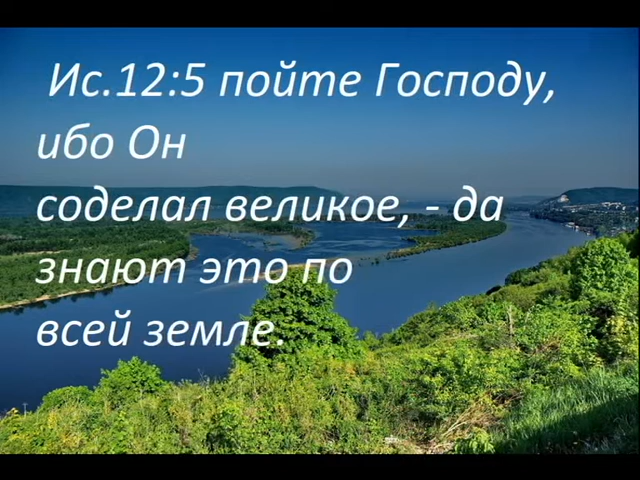 Ис.12:5 пойте Господу,
ибо Он
соделал великое, - да
знают это по
всей земле.